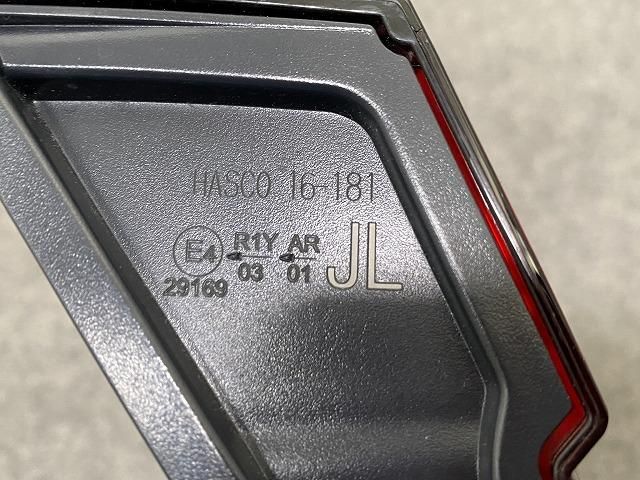 HASCO 16-181
E4 R1Y AR JL
29169 03 01